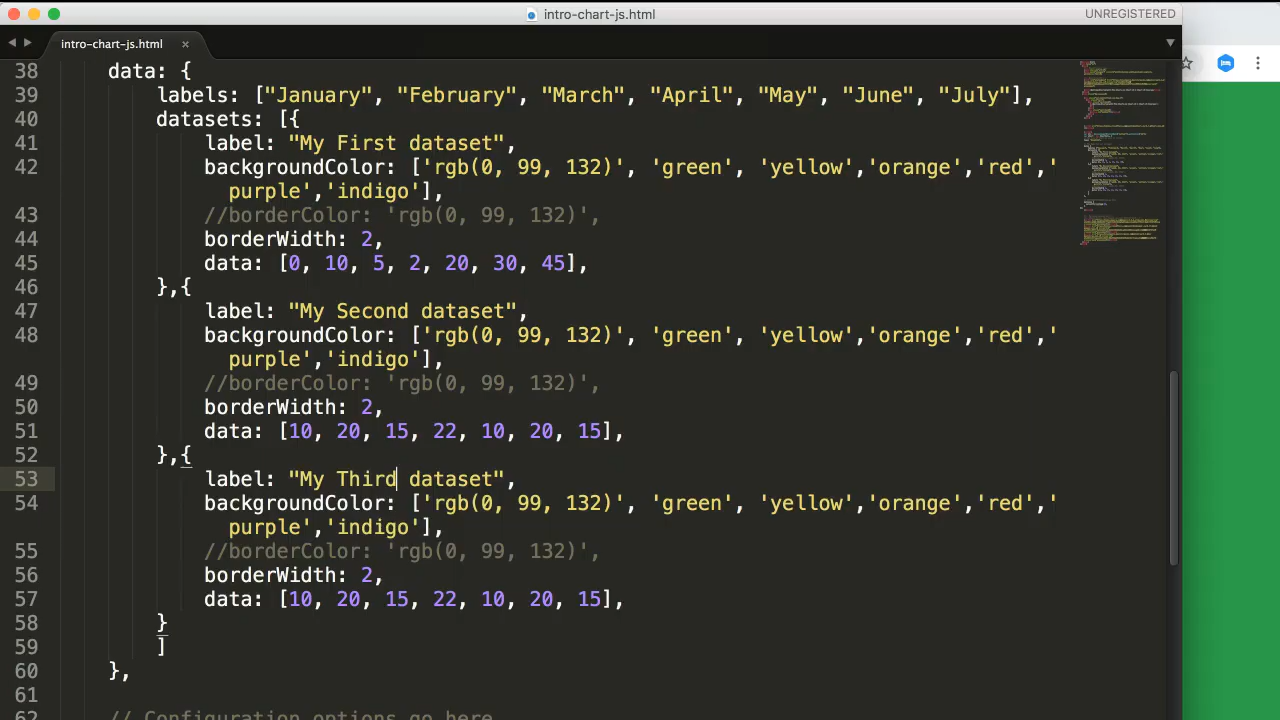 intro-chart-js.html
UNREGISTERED
intro-chart-js.html ×
38 data: {
39 labels: ["January", "February", "March", "April", "May", "June", "July"],
40 datasets: [{
41 label: "My First dataset",
42 backgroundColor: ['rgb(0, 99, 132)', 'green', 'yellow','orange','red','
purple','indigo'],
43 //borderColor: 'rgb(0, 99, 132)',
44 borderWidth: 2,
45 data: [0, 10, 5, 2, 20, 30, 45],
46 },{
47 label: "My Second dataset",
48 backgroundColor: ['rgb(0, 99, 132)', 'green', 'yellow','orange','red','
purple','indigo'],
49 //borderColor: 'rgb(0, 99, 132)',
50 borderWidth: 2,
51 data: [10, 20, 15, 22, 10, 20, 15],
52 },{
53 label: "My Third dataset",
54 backgroundColor: ['rgb(0, 99, 132)', 'green', 'yellow','orange','red','
purple','indigo'],
55 //borderColor: 'rgb(0, 99, 132)',
56 borderWidth: 2,
57 data: [10, 20, 15, 22, 10, 20, 15],
58 }
59 ]
60 },
61
62 // Configuration options go here